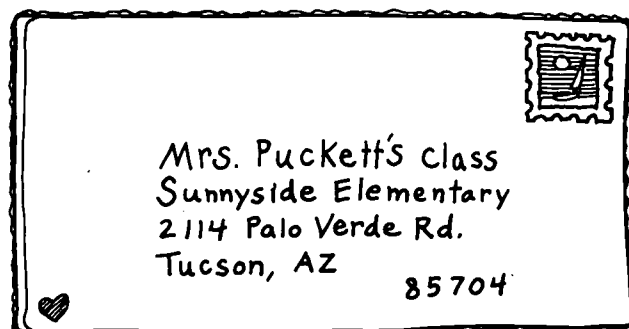 Mrs. Puckett's class
Sunnyside Elementary
2114 Palo Verde Rd.
Tucson, AZ
85704